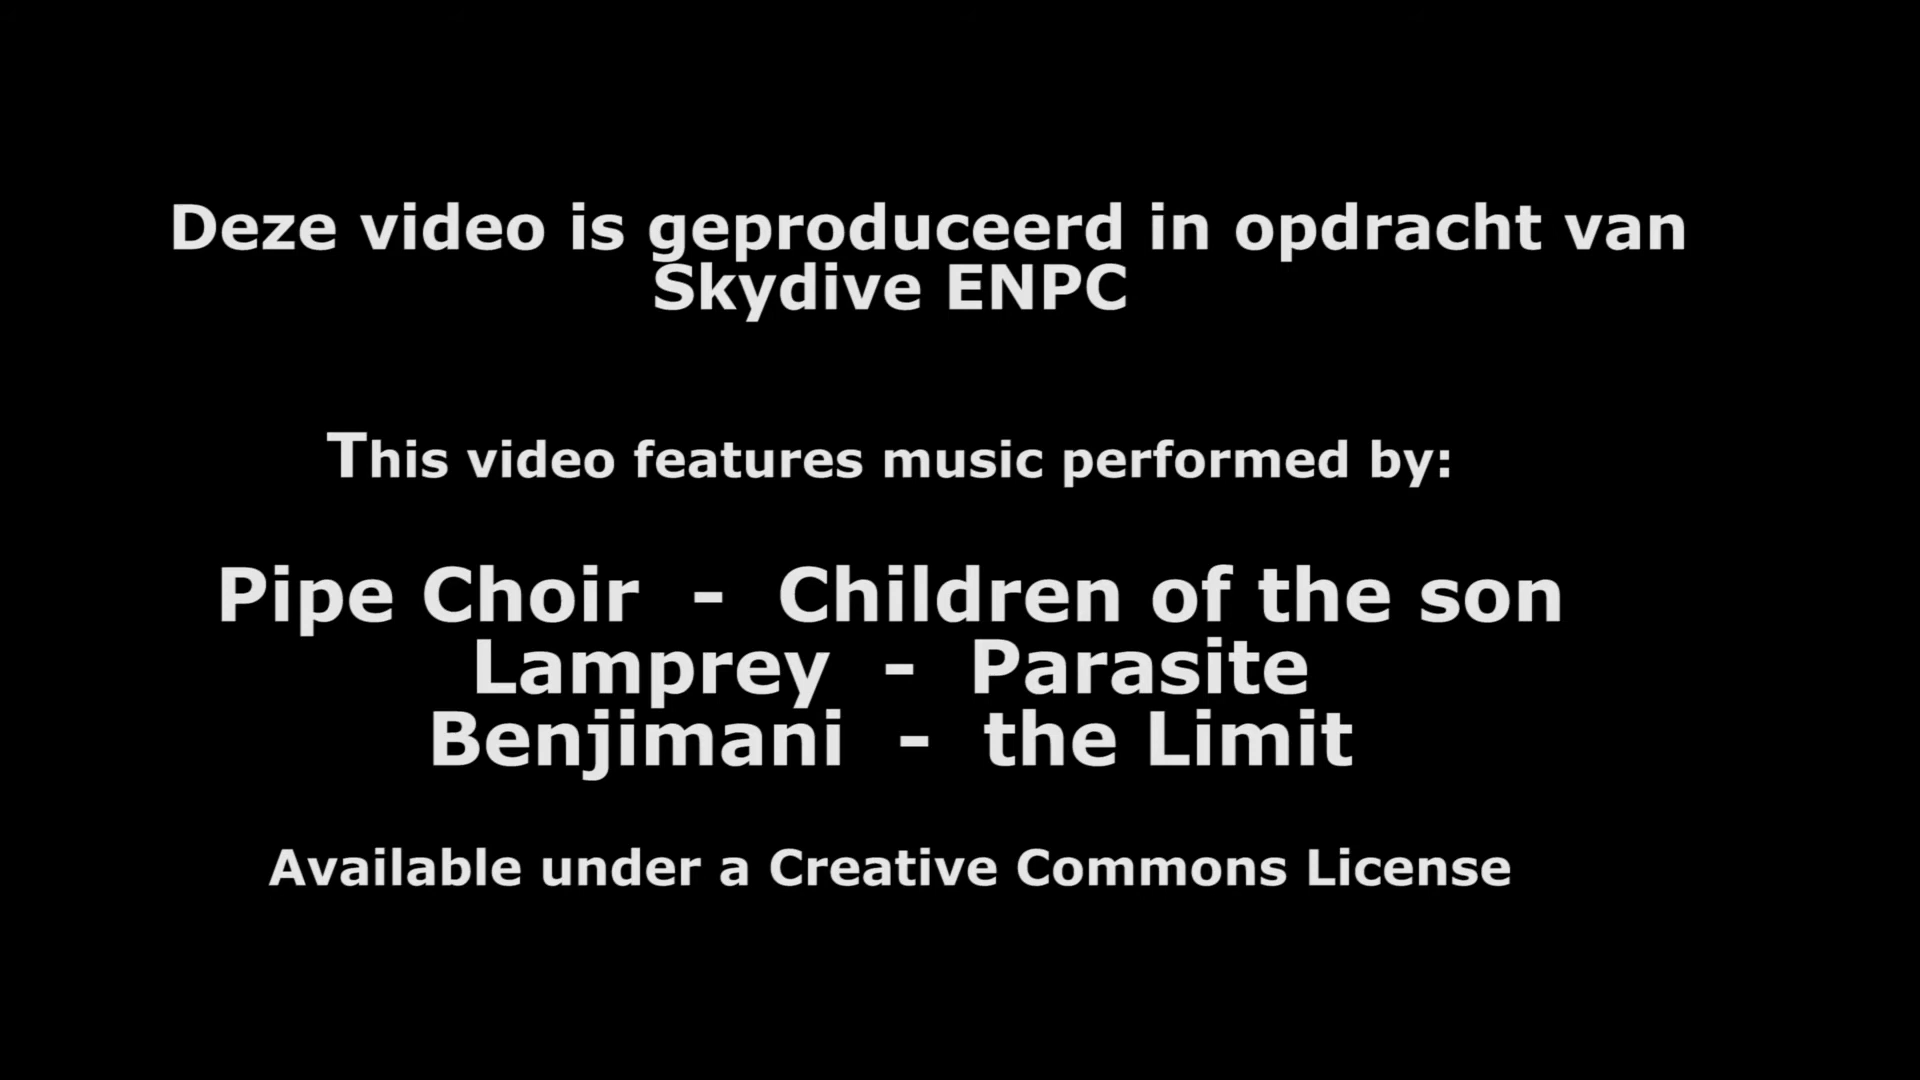 Deze video is geproduceerd in opdracht van
Skydive ENPC
This video features music performed by:
Pipe Choir - Children of the son
Lamprey - Parasite
Benjimani - the Limit
Available under a Creative Commons License